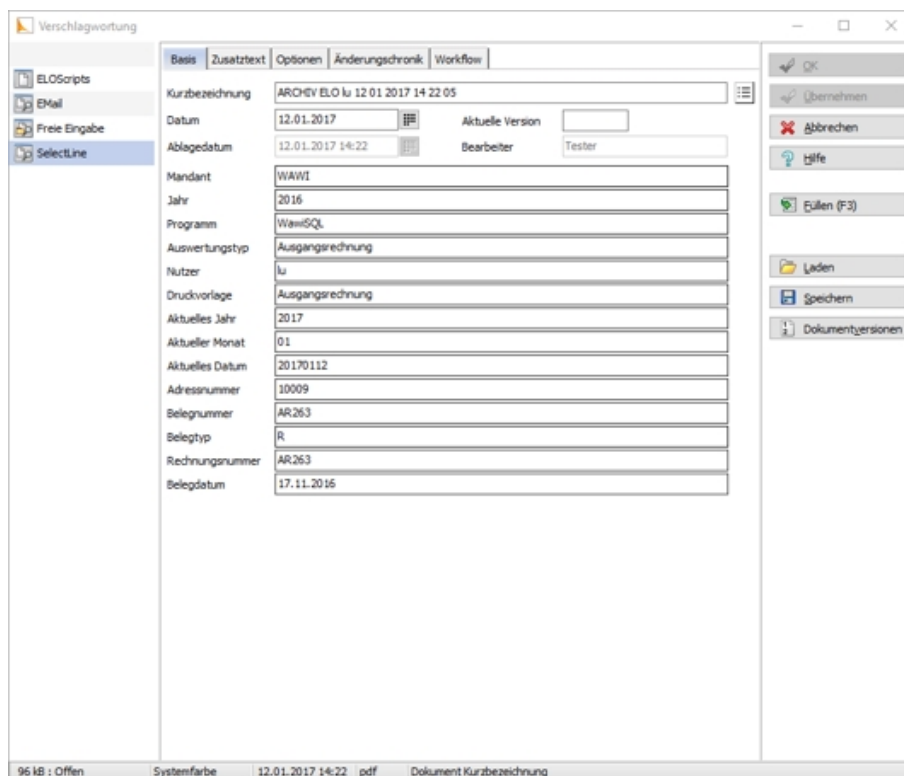 Verschlagwortung
ELOScripts
EMail
Freie Eingabe
SelectLine
Basis Zusatztext Optionen Änderungschronik Workflow
Kurzbezeichnung ARCHIV ELO lu 12 01 2017 14 22 05
Datum 12.01.2017 Aktuelle Version
Ablagedatum 12.01.2017 14:22 Bearbeiter Tester
Mandant WAWI
Jahr 2016
Programm WawiSQL
Auswertungstyp Ausgangsrechnung
Nutzer lu
Druckvorlage Ausgangsrechnung
Aktuelles Jahr 2017
Aktueller Monat 01
Aktuelles Datum 20170112
Adressnummer 10009
Belegnummer AR263
Belegtyp R
Rechnungsnummer AR263
Belegdatum 17.11.2016
OK
Übernehmen
Abbrechen
Hilfe
Füllen (F3)
Laden
Speichern
Dokumentversionen
96 kB : Offen Systemfarbe 12.01.2017 14:22 pdf Dokument Kurzbezeichnung